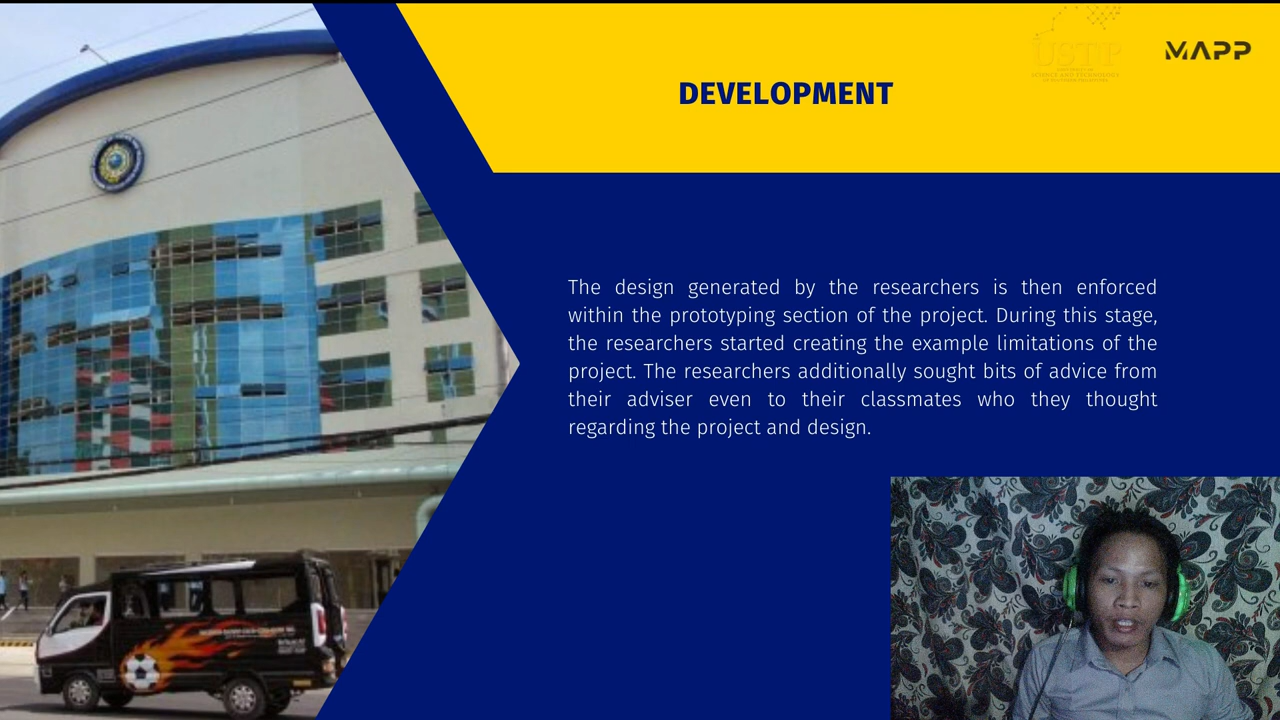 USTP
MAPP
DEVELOPMENT
The design generated by the researchers is then enforced
within the prototyping section of the project. During this stage,
the researchers started creating the example limitations of the
project. The researchers additionally sought bits of advice from
their adviser even to their classmates who they thought
regarding the project and design.